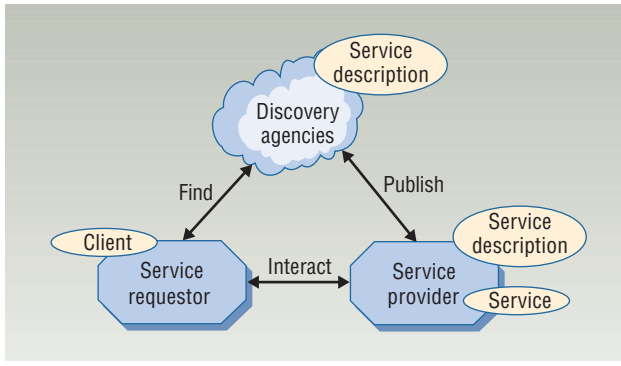 Service
description
Discovery
agencies
Find
Publish
Client
Service
description
Service
requestor
Interact
Service
provider
Service